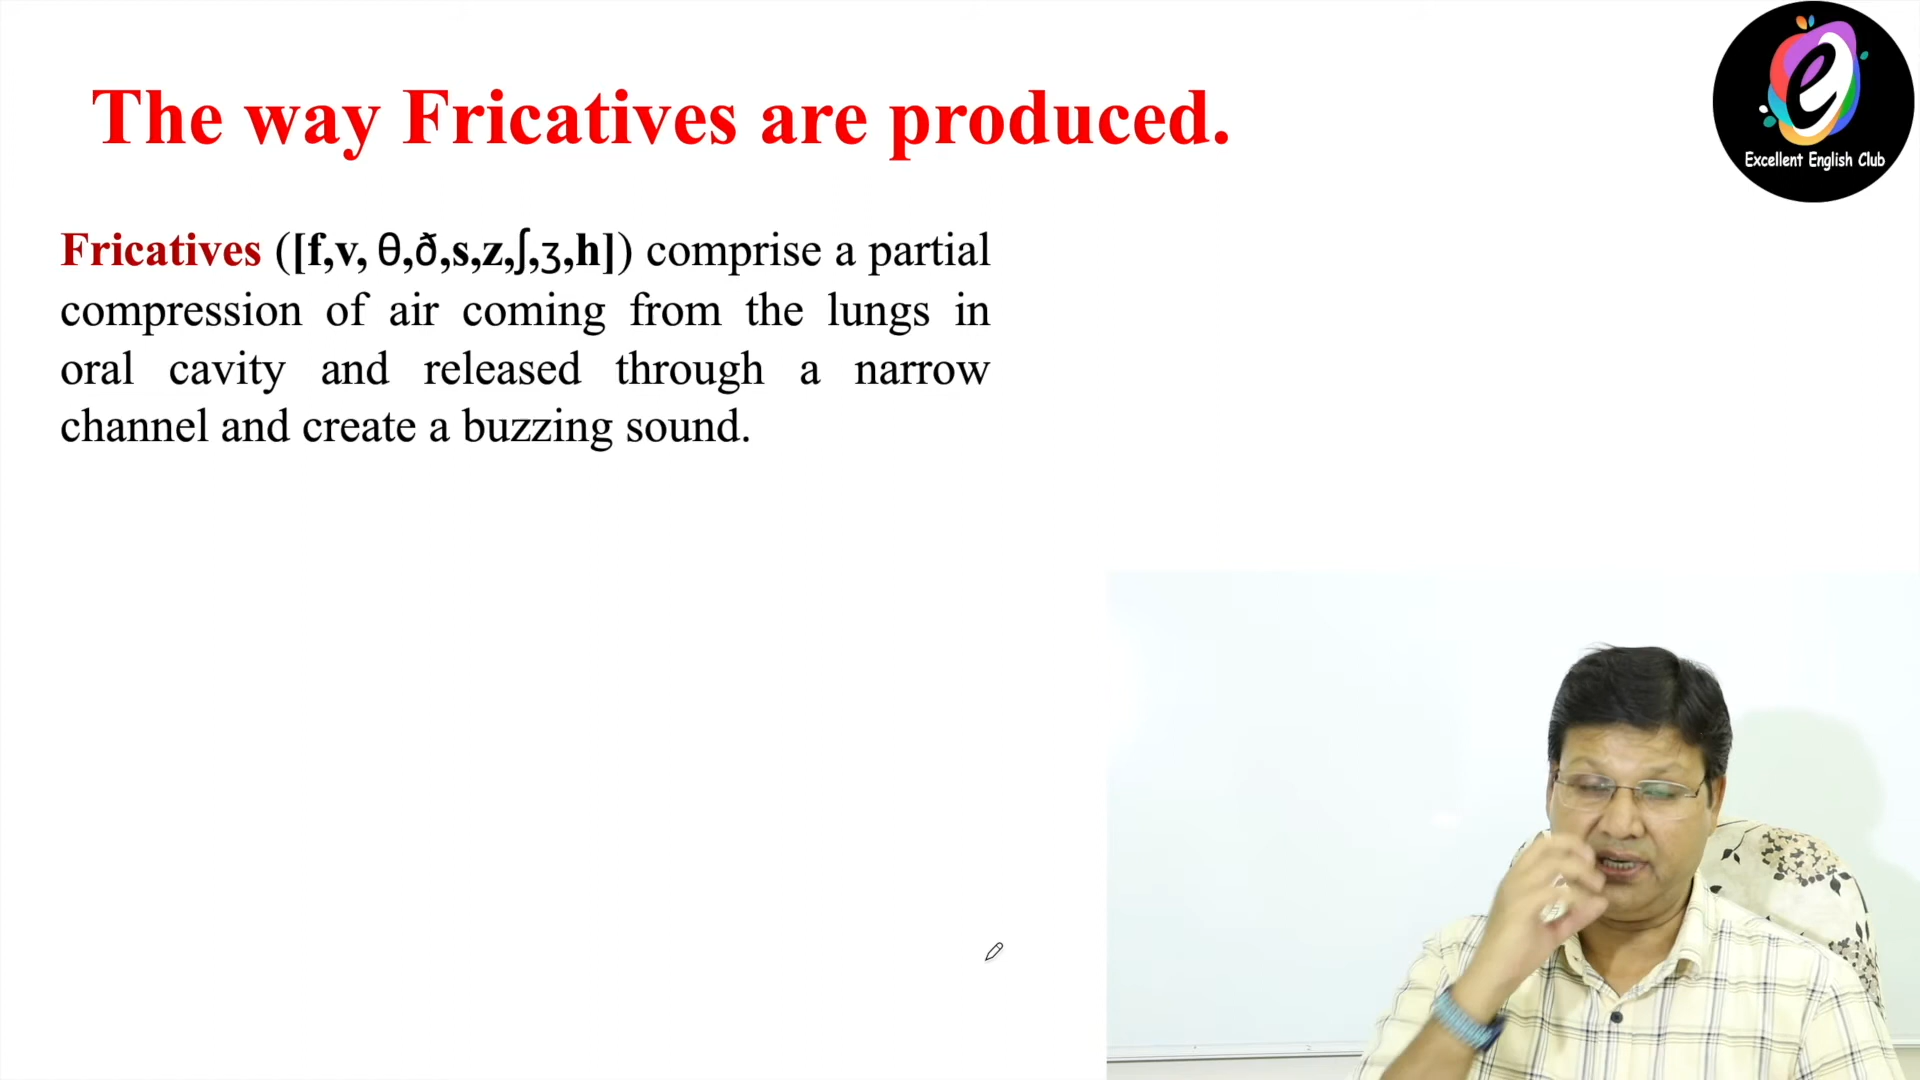 The way Fricatives are produced.
Excellent English Club
Fricatives ([f,v, θ,ð,s,z,ʃ,ʒ,h]) comprise a partial
compression of air coming from the lungs in
oral cavity and released through a narrow
channel and create a buzzing sound.